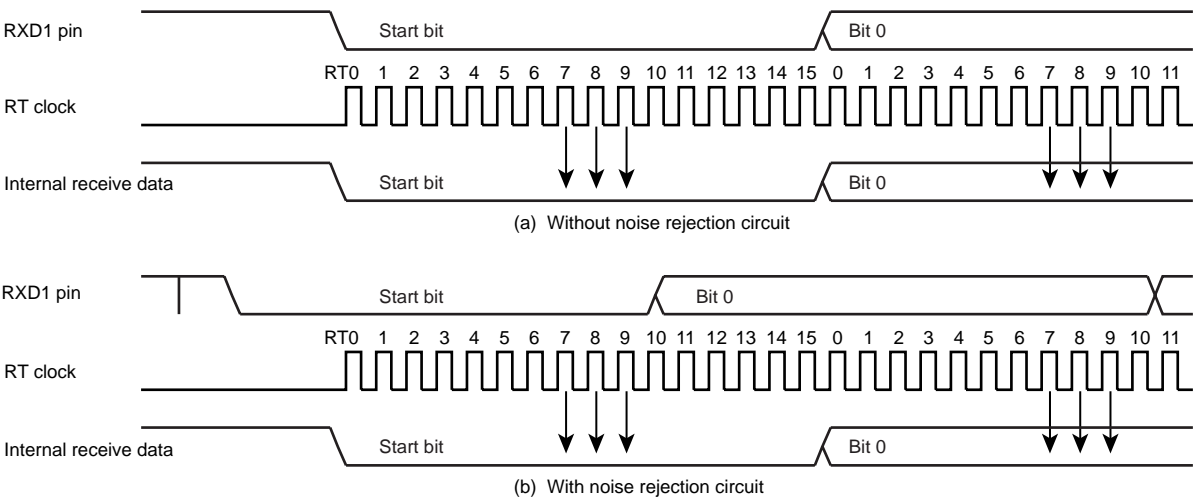 RXD1 pin
Start bit
Bit 0
RT0 1 2 3 4 5 6 7 8 9 10 11 12 13 14 15 0 1 2 3 4 5 6 7 8 9 10 11
RT clock
Internal receive data
Start bit
Bit 0
(a) Without noise rejection circuit
RXD1 pin
Start bit
Bit 0
RT0 1 2 3 4 5 6 7 8 9 10 11 12 13 14 15 0 1 2 3 4 5 6 7 8 9 10 11
RT clock
Internal receive data
Start bit
Bit 0
(b) With noise rejection circuit